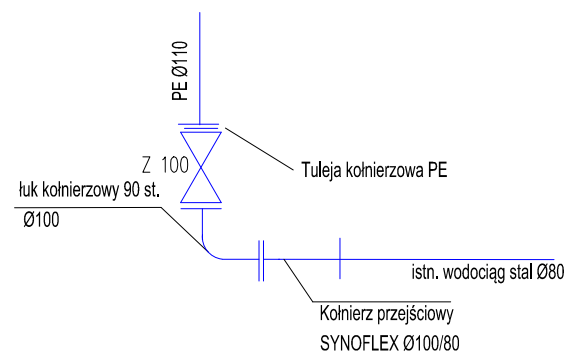 PE Ø110
Z 100
Tuleja kołnierzowa PE
łuk kołnierzowy 90 st.
Ø100
istn. wodociąg stal Ø80
Kołnierz przejściowy
SYNOFLEX Ø100/80